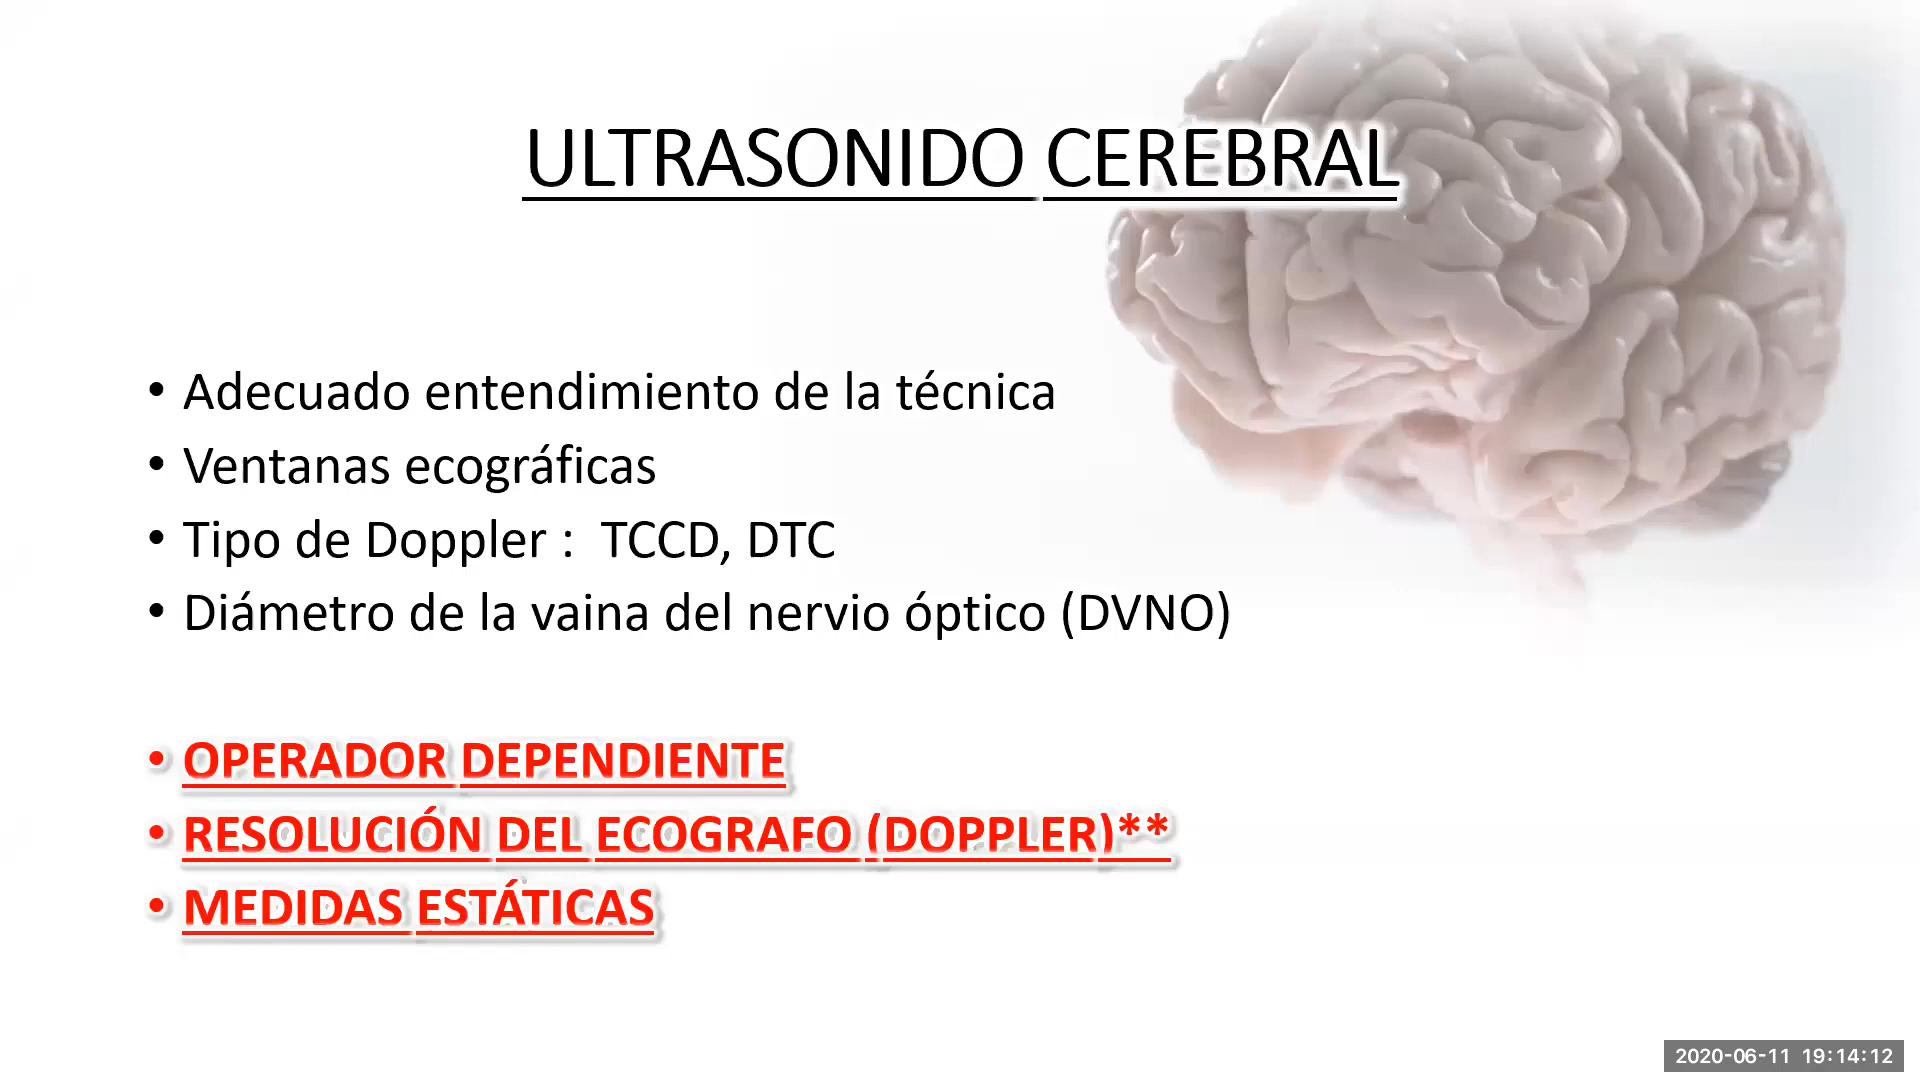 ULTRASONIDO CEREBRAL
• Adecuado entendimiento de la técnica
• Ventanas ecográficas
• Tipo de Doppler :  TCCD, DTC
• Diámetro de la vaina del nervio óptico (DVNO)
• OPERADOR DEPENDIENTE
• RESOLUCIÓN DEL ECOGRAFO (DOPPLER)**
• MEDIDAS ESTÁTICAS
2020-06-11  19:14:12